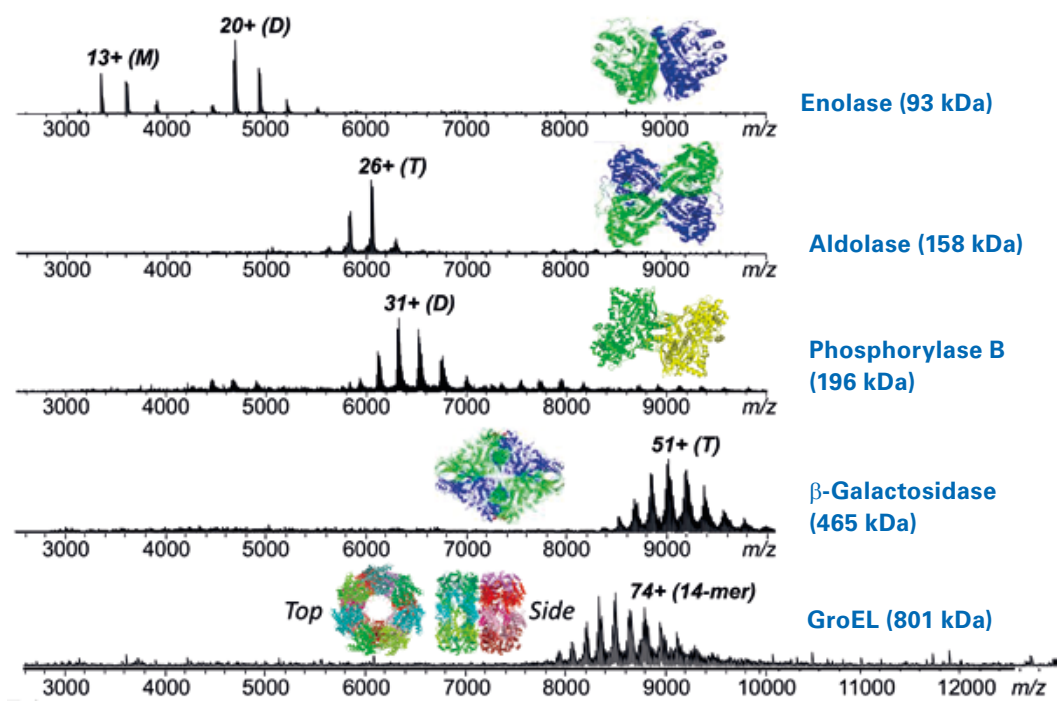 20+ (D)
13+ (M)
Enolase (93 kDa)
3000 4000 5000 6000 7000 8000 9000 m/z
26+ (T)
Aldolase (158 kDa)
3000 4000 5000 6000 7000 8000 9000 m/z
31+ (D)
Phosphorylase B
(196 kDa)
3000 4000 5000 6000 7000 8000 9000 m/z
51+ (T)
β-Galactosidase
(465 kDa)
3000 4000 5000 6000 7000 8000 9000 m/z
74+ (14-mer)
Top Side
GroEL (801 kDa)
3000 4000 5000 6000 7000 8000 9000 10000 11000 12000 m/z